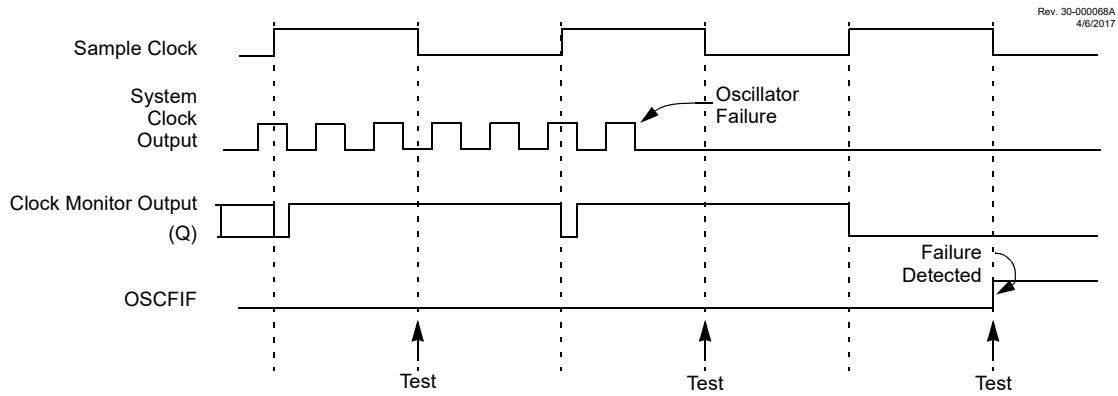 Rev. 30-000068A
4/6/2017
Sample Clock
System
Clock
Output
Oscillator
Failure
Clock Monitor Output
(Q)
Failure
Detected
OSCFIF
Test
Test
Test